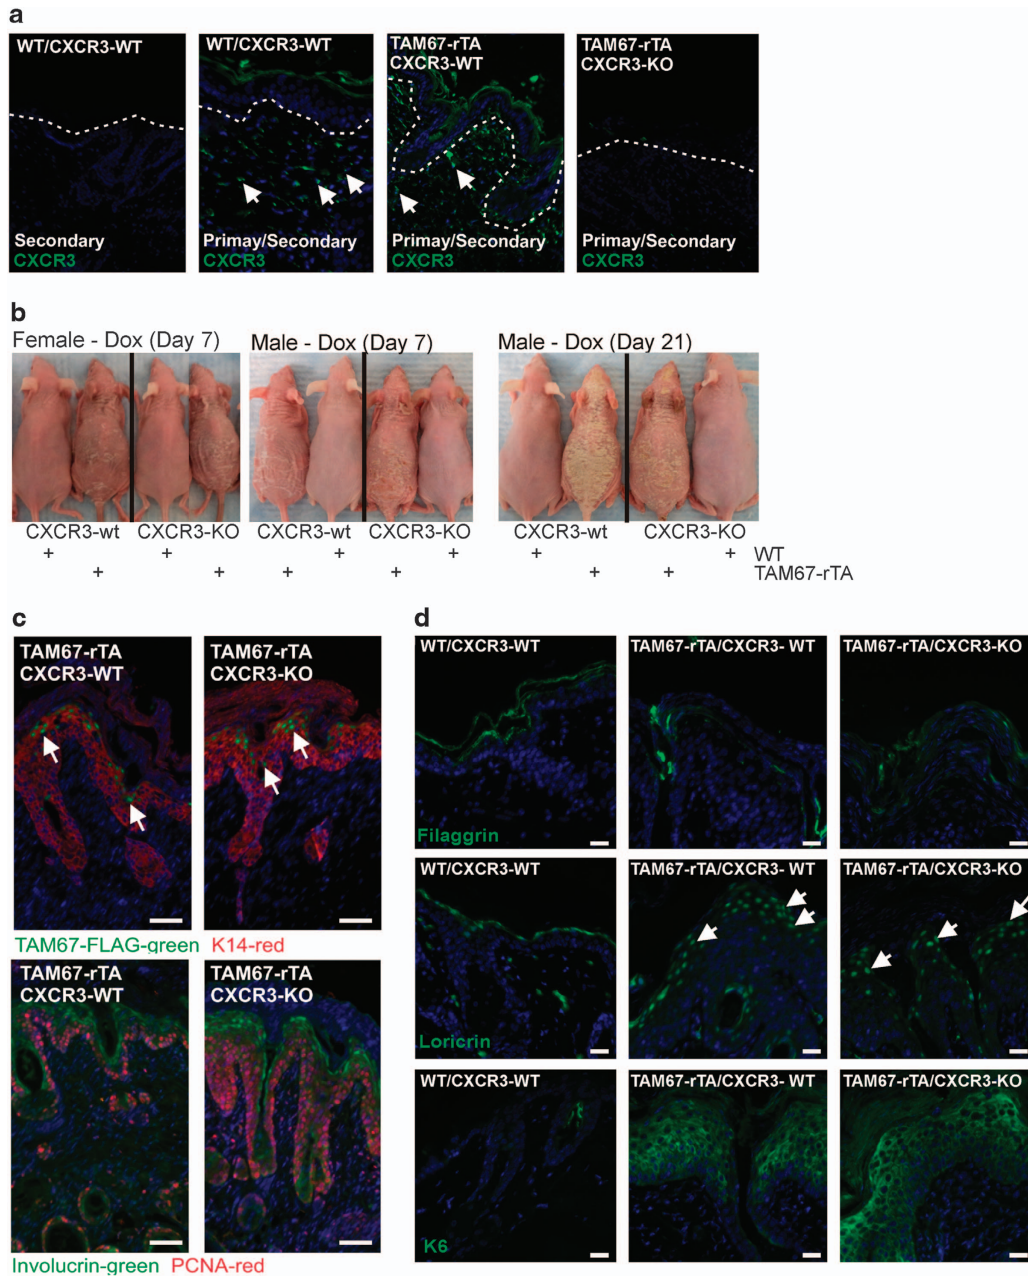 a
WT/CXCR3-WT
Secondary
CXCR3
WT/CXCR3-WT
Primay/Secondary
CXCR3
TAM67-rTA
CXCR3-WT
Primay/Secondary
CXCR3
TAM67-rTA
CXCR3-KO
Primay/Secondary
CXCR3
b
Female - Dox (Day 7)
Male - Dox (Day 7)
Male - Dox (Day 21)
CXCR3-wt CXCR3-KO CXCR3-wt CXCR3-KO CXCR3-wt CXCR3-KO
+ + + + + + WT
+ + + + + + TAM67-rTA
c
TAM67-rTA
CXCR3-WT
TAM67-rTA
CXCR3-KO
TAM67-FLAG-green K14-red
TAM67-rTA
CXCR3-WT
TAM67-rTA
CXCR3-KO
Involucrin-green PCNA-red
d
WT/CXCR3-WT
Filaggrin
TAM67-rTA/CXCR3- WT
TAM67-rTA/CXCR3-KO
WT/CXCR3-WT
Loricrin
TAM67-rTA/CXCR3- WT
TAM67-rTA/CXCR3-KO
WT/CXCR3-WT
K6
TAM67-rTA/CXCR3- WT
TAM67-rTA/CXCR3-KO